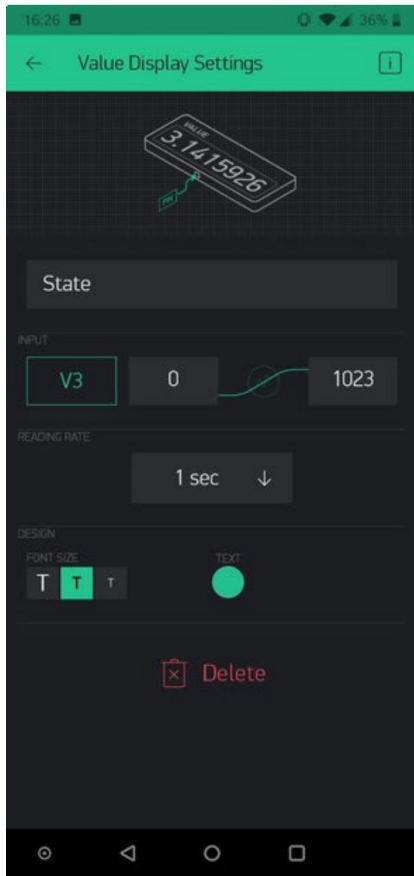 16:26 36%
Value Display Settings i
VALUE
3.1415926
PIN
State
INPUT
V3 0 1023
READING RATE
1 sec
DESIGN
FONT SIZE TEXT
T T T
Delete